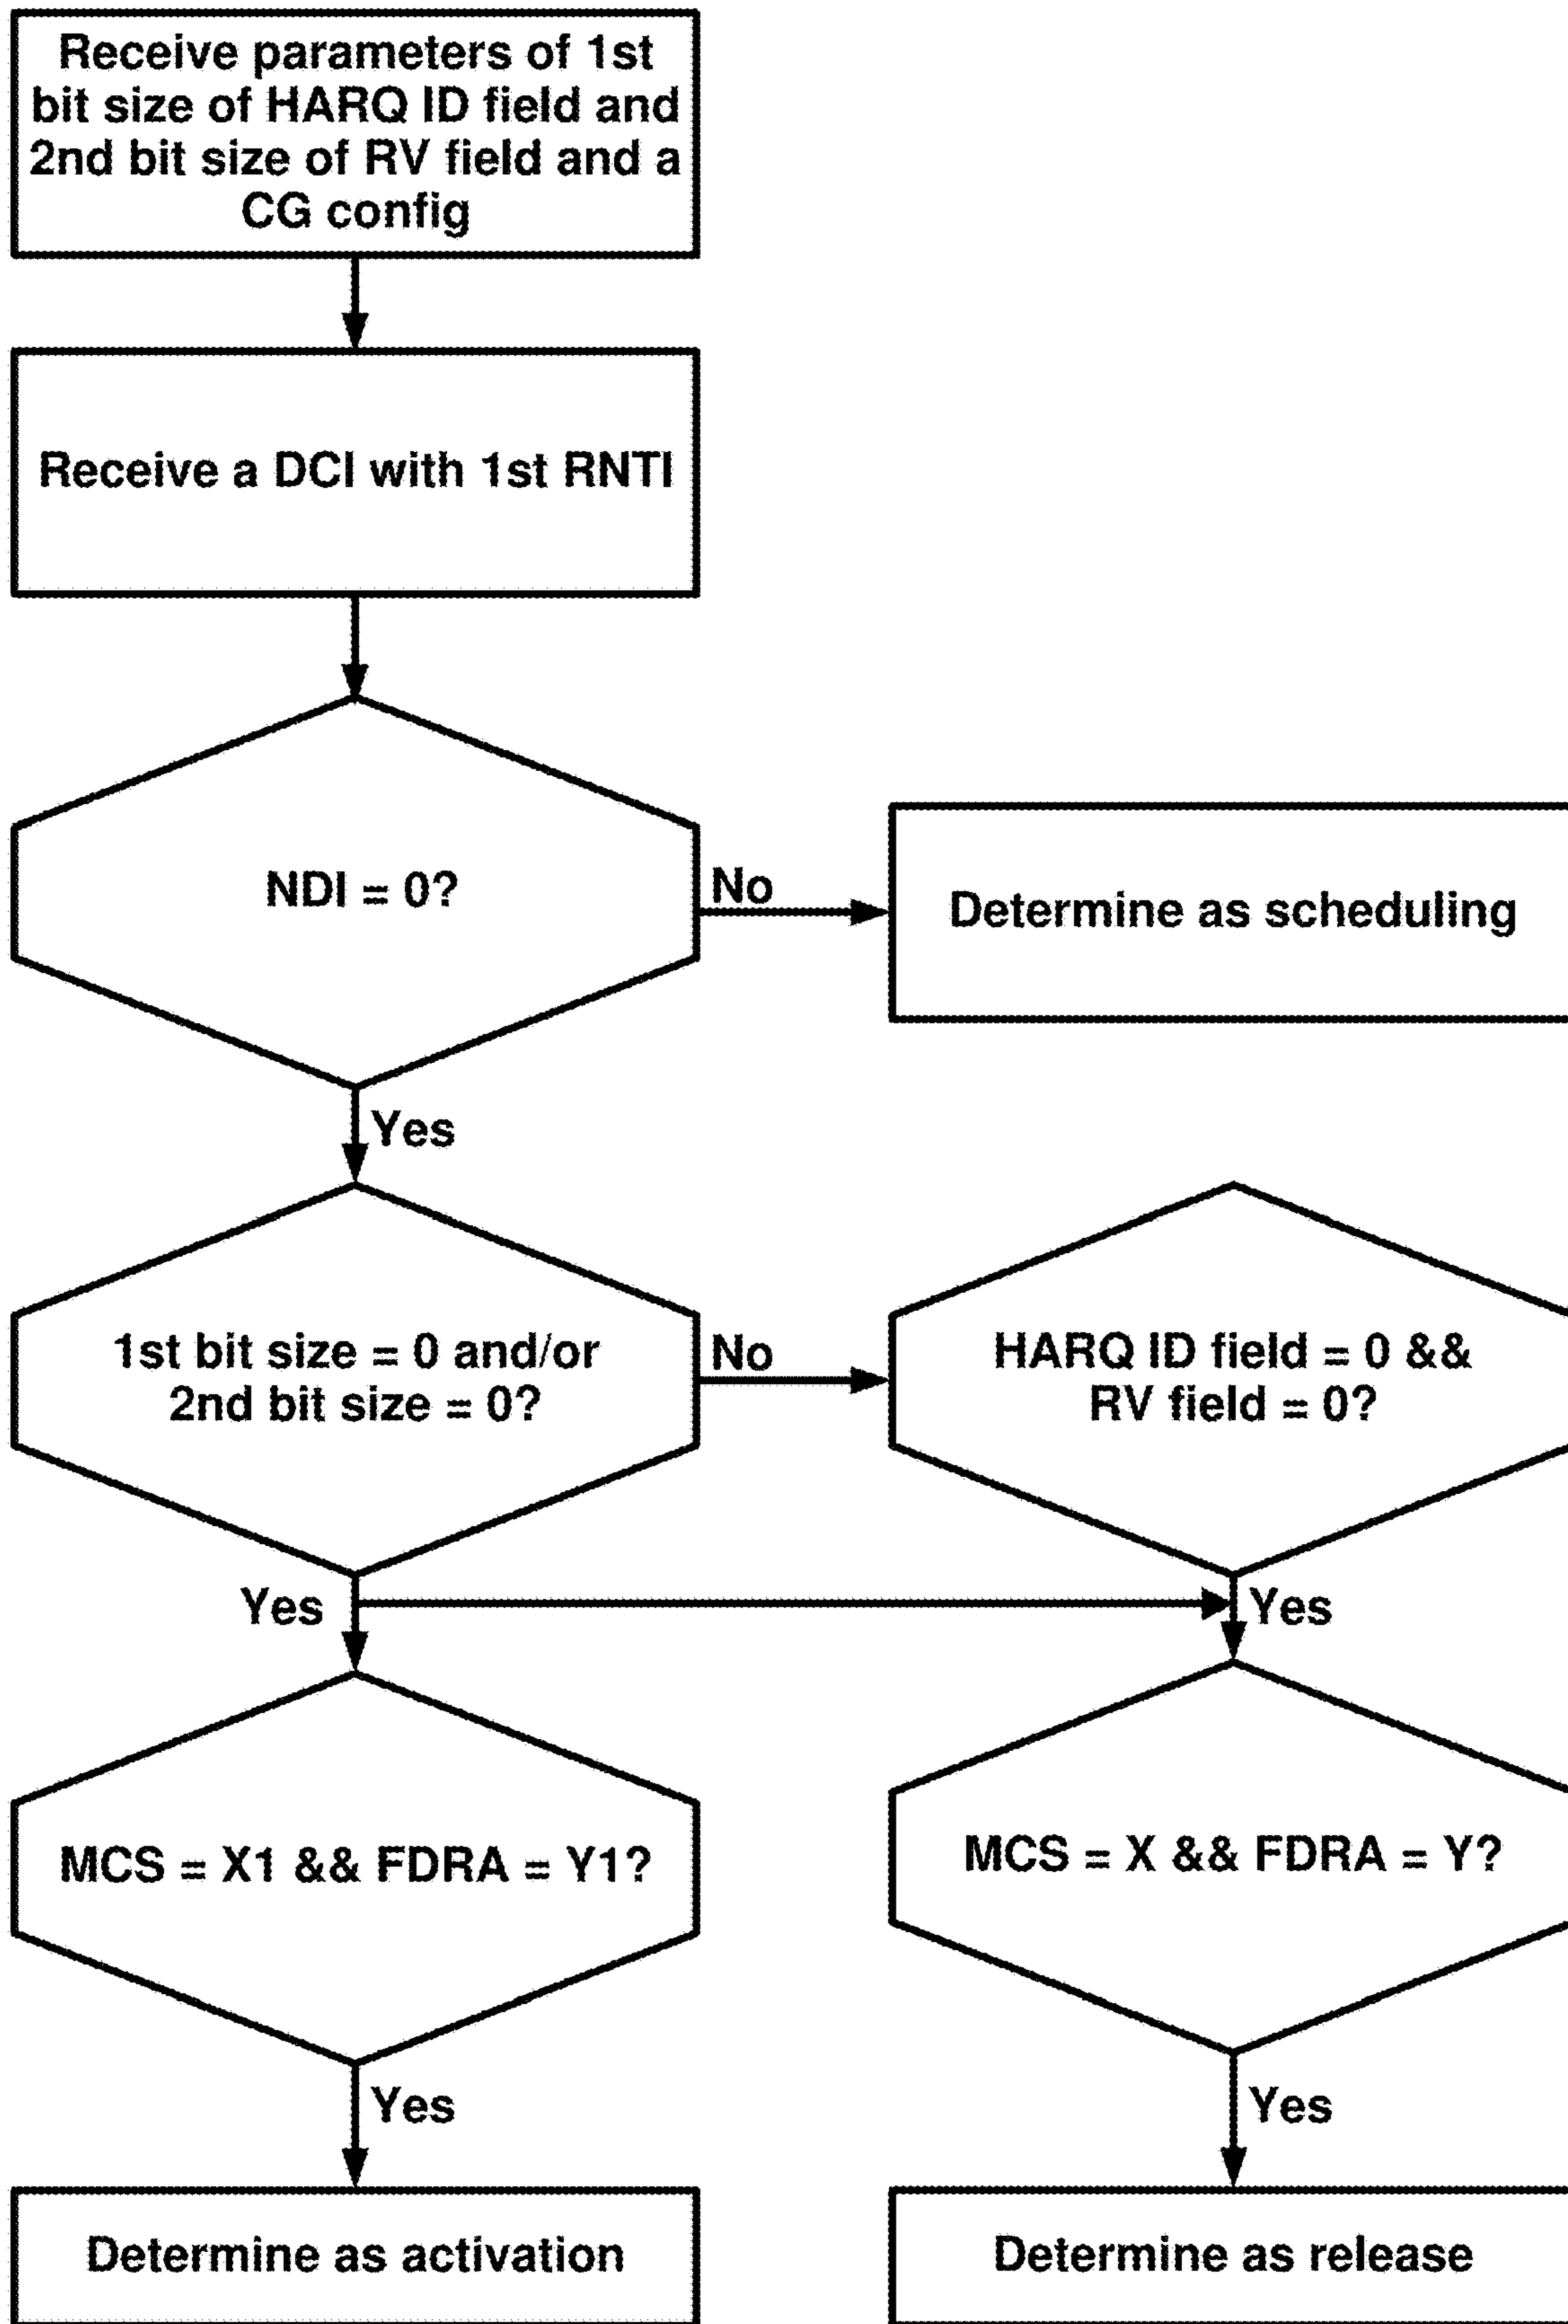 Receive parameters of 1st
bit size of HARQ ID field and
2nd bit size of RV field and a
CG config
Receive a DCI with 1st RNTI
NDI = 0?
No
Determine as scheduling
Yes
1st bit size = 0 and/or
2nd bit size = 0?
No
HARQ ID field = 0 &&
RV field = 0?
Yes
Yes
MCS = X1 && FDRA = Y1?
MCS = X && FDRA = Y?
Yes
Yes
Determine as activation
Determine as release